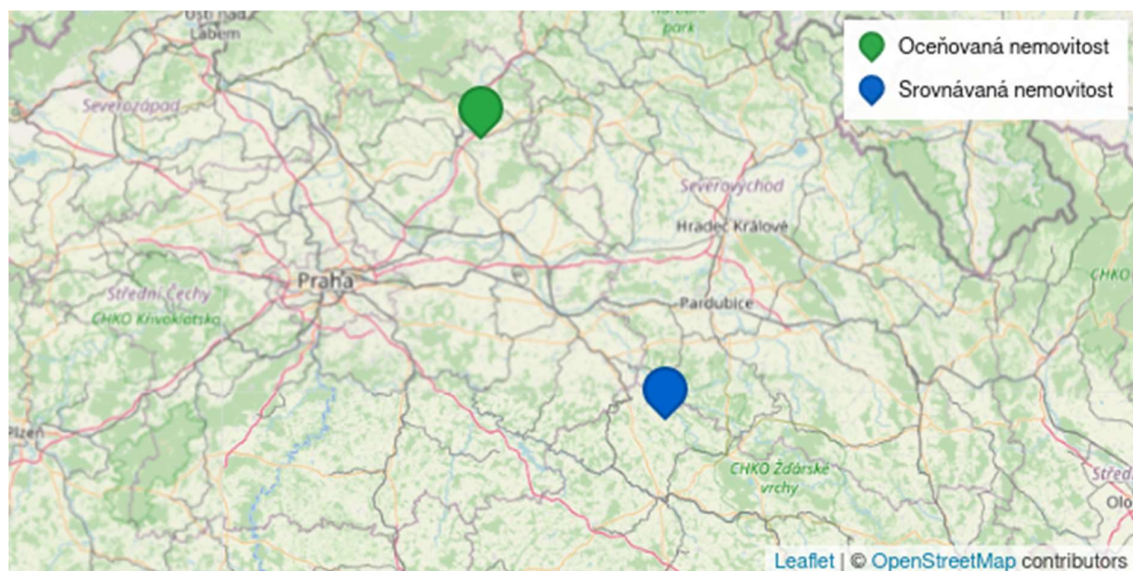 Ústí nad
Labem
park
Oceňovaná nemovitost
Srovnávaná nemovitost
Severozápad
Severovýchod
Hradec Králové
Praha
Střední Čechy
CHKO Křivoklátsko
Pardubice
CHKO
Plzeň
CHKO Žďárské
vrchy
Střed
Olo
Leaflet | © OpenStreetMap contributors